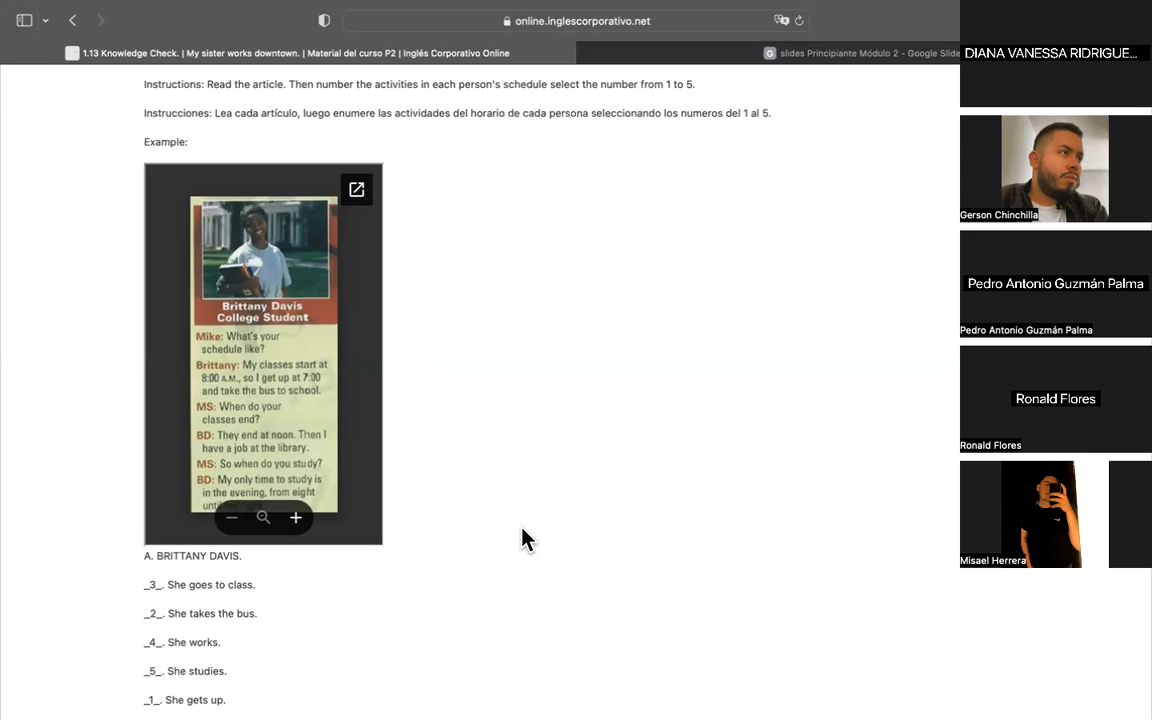 online.inglescorporativo.net
1.13 Knowledge Check. | My sister works downtown. | Material del curso P2 | Inglés Corporativo Online
slides Principiante Módulo 2 - Google Slide
Instructions: Read the article. Then number the activities in each person's schedule select the number from 1 to 5.
Instrucciones: Lea cada artículo, luego enumere las actividades del horario de cada persona seleccionando los numeros del 1 al 5.
Example:
Brittany Davis
College Student
Mike: What's your
schedule like?
Brittany: My classes start at
8:00 A.M., so I get up at 7:00
and take the bus to school.
MS: When do your
classes end?
BD: They end at noon. Then I
have a job at the library.
MS: So when do you study?
BD: My only time to study is
in the evening, from eight
until
A. BRITTANY DAVIS.
_3_. She goes to class.
_2_. She takes the bus.
_4_. She works.
_5_. She studies.
_1_. She gets up.
DIANA VANESSA RIDRIGUE...
Gerson Chinchilla
Pedro Antonio Guzmán Palma
Pedro Antonio Guzmán Palma
Ronald Flores
Ronald Flores
Misael Herrera